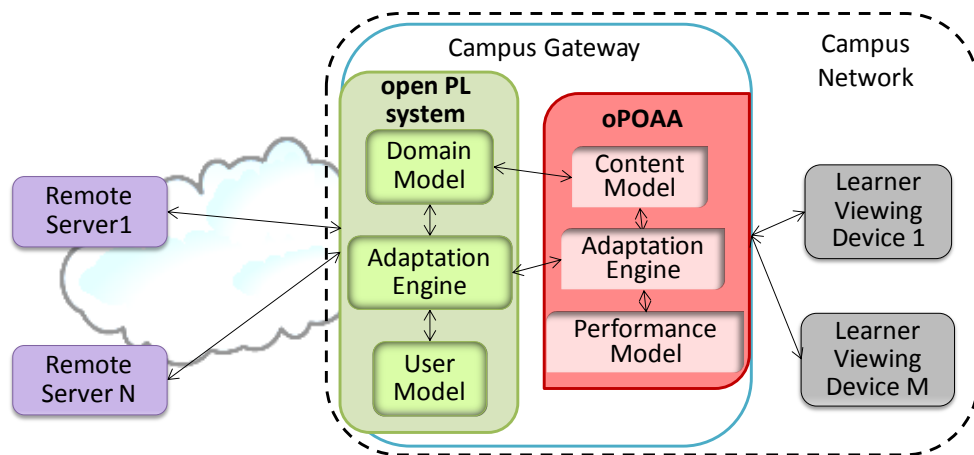 Campus Gateway
Campus
Network
open PL
system
oPOAA
Domain
Model
Content
Model
Remote
Server1
Learner
Viewing
Device 1
Adaptation
Engine
Adaptation
Engine
Performance
Model
User
Model
Remote
Server N
Learner
Viewing
Device M